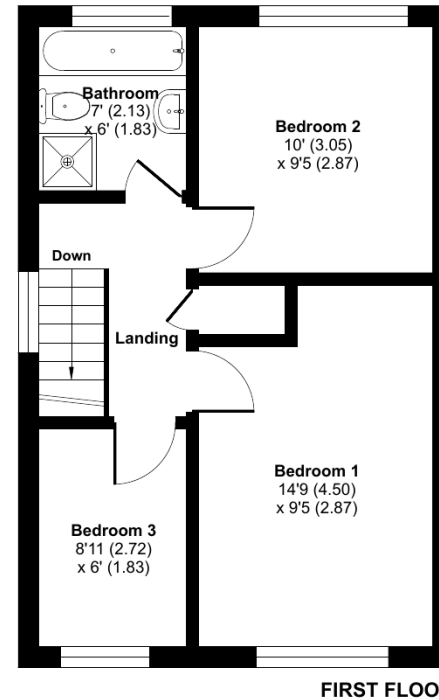 Bathroom
7' (2.13)
x 6' (1.83)
Bedroom 2
10' (3.05)
x 9'5 (2.87)
Down
Landing
Bedroom 1
14'9 (4.50)
x 9'5 (2.87)
Bedroom 3
8'11 (2.72)
x 6' (1.83)
FIRST FLOO